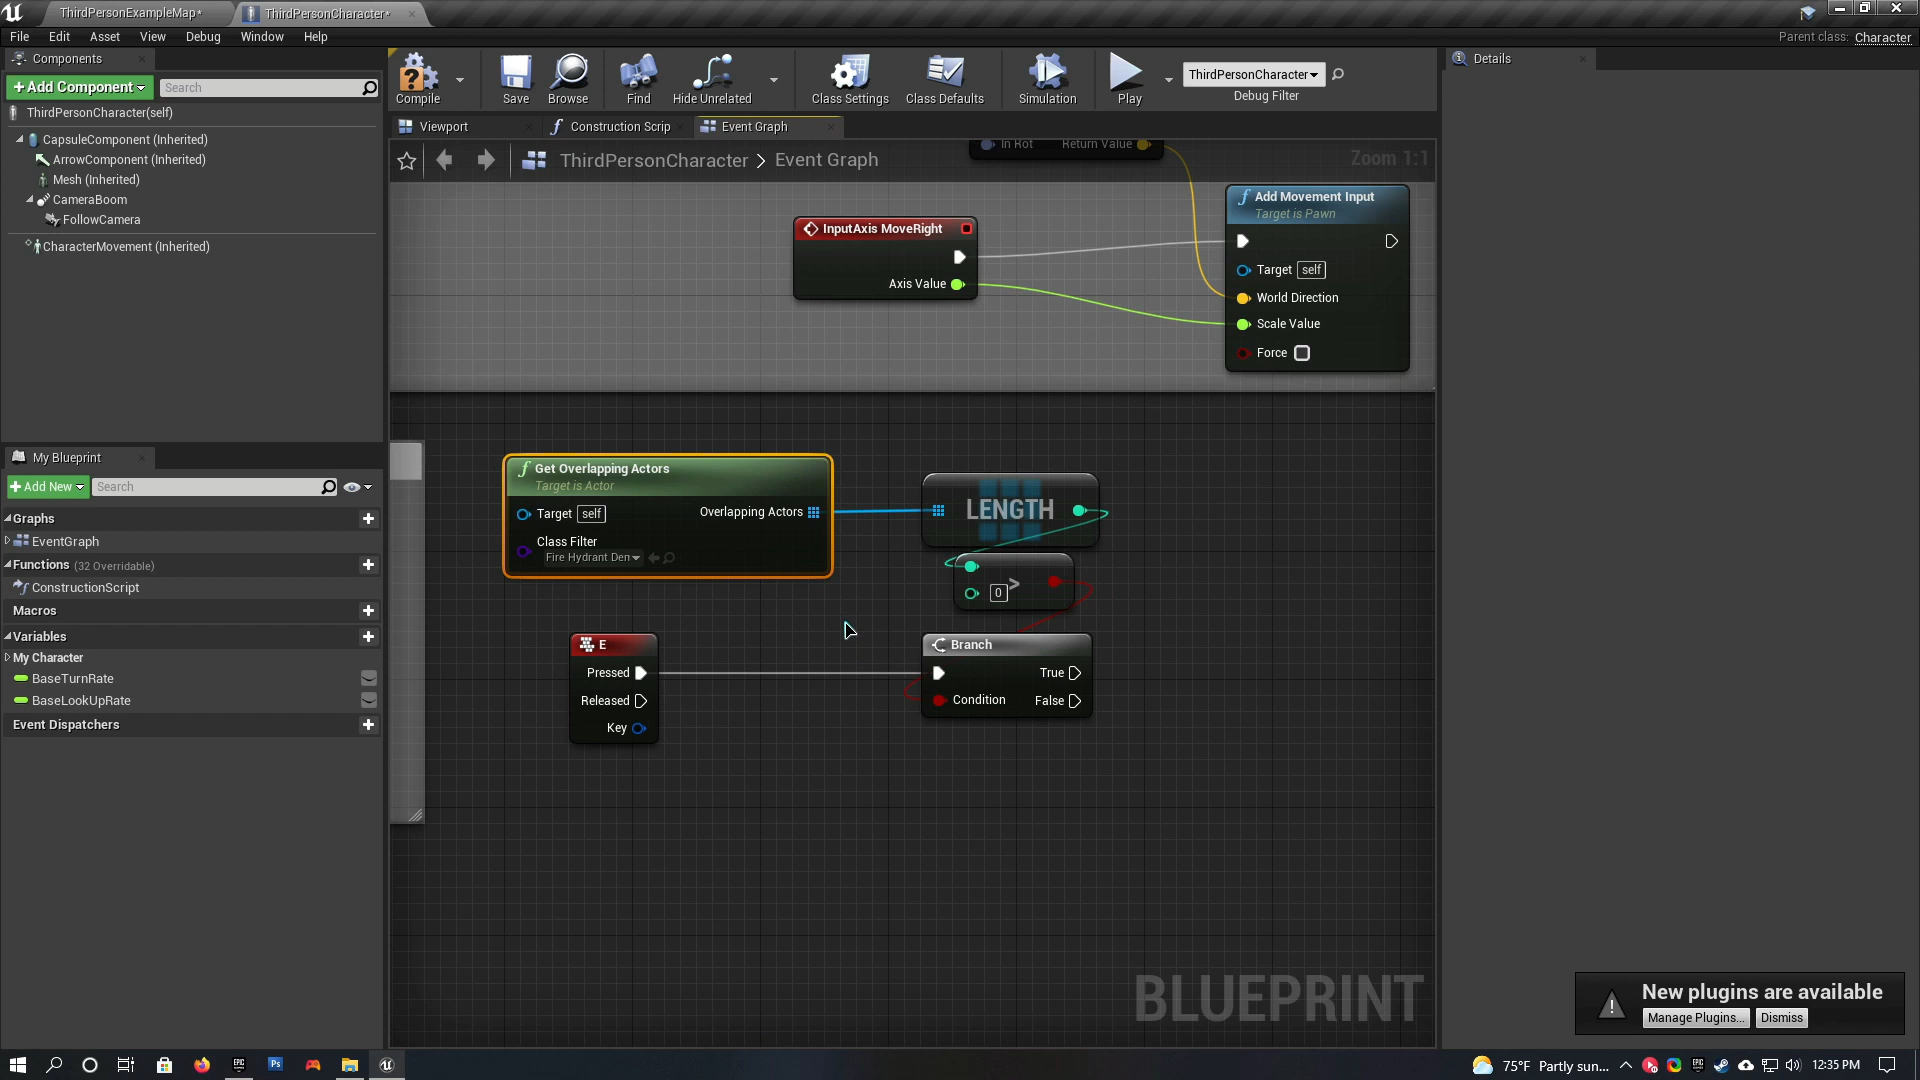 ThirdPersonExampleMap*
ThirdPersonCharacter*
File Edit Asset View Debug Window Help
Parent class: Character
Components
+Add Component
Search
ThirdPersonCharacter(self)
CapsuleComponent (Inherited)
ArrowComponent (Inherited)
Mesh (Inherited)
CameraBoom
FollowCamera
CharacterMovement (Inherited)
My Blueprint
+Add New
Search
Graphs
EventGraph
Functions (32 Overridable)
ConstructionScript
Macros
Variables
My Character
BaseTurnRate
BaseLookUpRate
Event Dispatchers
Compile
Save
Browse
Find
Hide Unrelated
Class Settings
Class Defaults
Simulation
Play
ThirdPersonCharacter
Debug Filter
Viewport
Construction Scrip
Event Graph
ThirdPersonCharacter > Event Graph
Zoom 1:1
In Rot Return Value
InputAxis MoveRight
Axis Value
Add Movement Input
Target is Pawn
Target self
World Direction
Scale Value
Force
Get Overlapping Actors
Target is Actor
Target self
Overlapping Actors
Class Filter
Fire Hydrant Den
LENGTH
0 >
E
Pressed
Released
Key
Branch
True
Condition False
BLUEPRINT
Details
New plugins are available
Manage Plugins...
Dismiss
EPIC
Ps
EPIC
75°F Partly sun...
12:35 PM